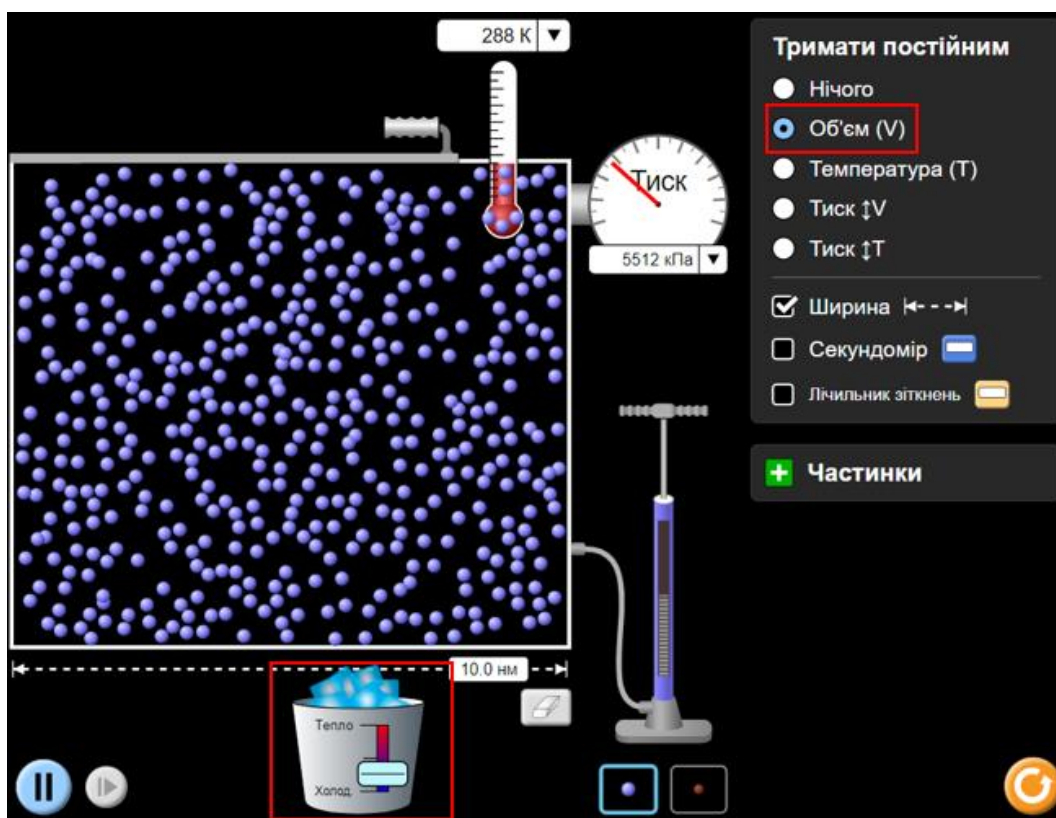 288 K
Тиск
5512 кПа
Тримати постійним
Нічого
Об'єм (V)
Температура (T)
Тиск ↕V
Тиск ↕T
Ширина
Секундомір
Лічильник зіткнень
Частинки
10.0 нм
Тепло
Холод